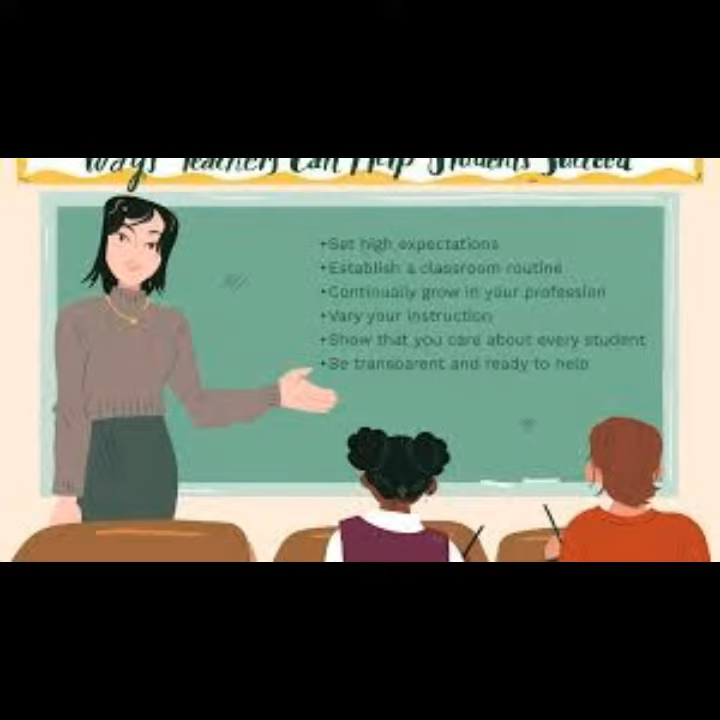 Ways Teachers Can Help Students Succeed
•Set high expectations
•Establish a classroom routine
•Continually grow in your profession
•Vary your instruction
•Show that you care about every student
•Be transparent and ready to help